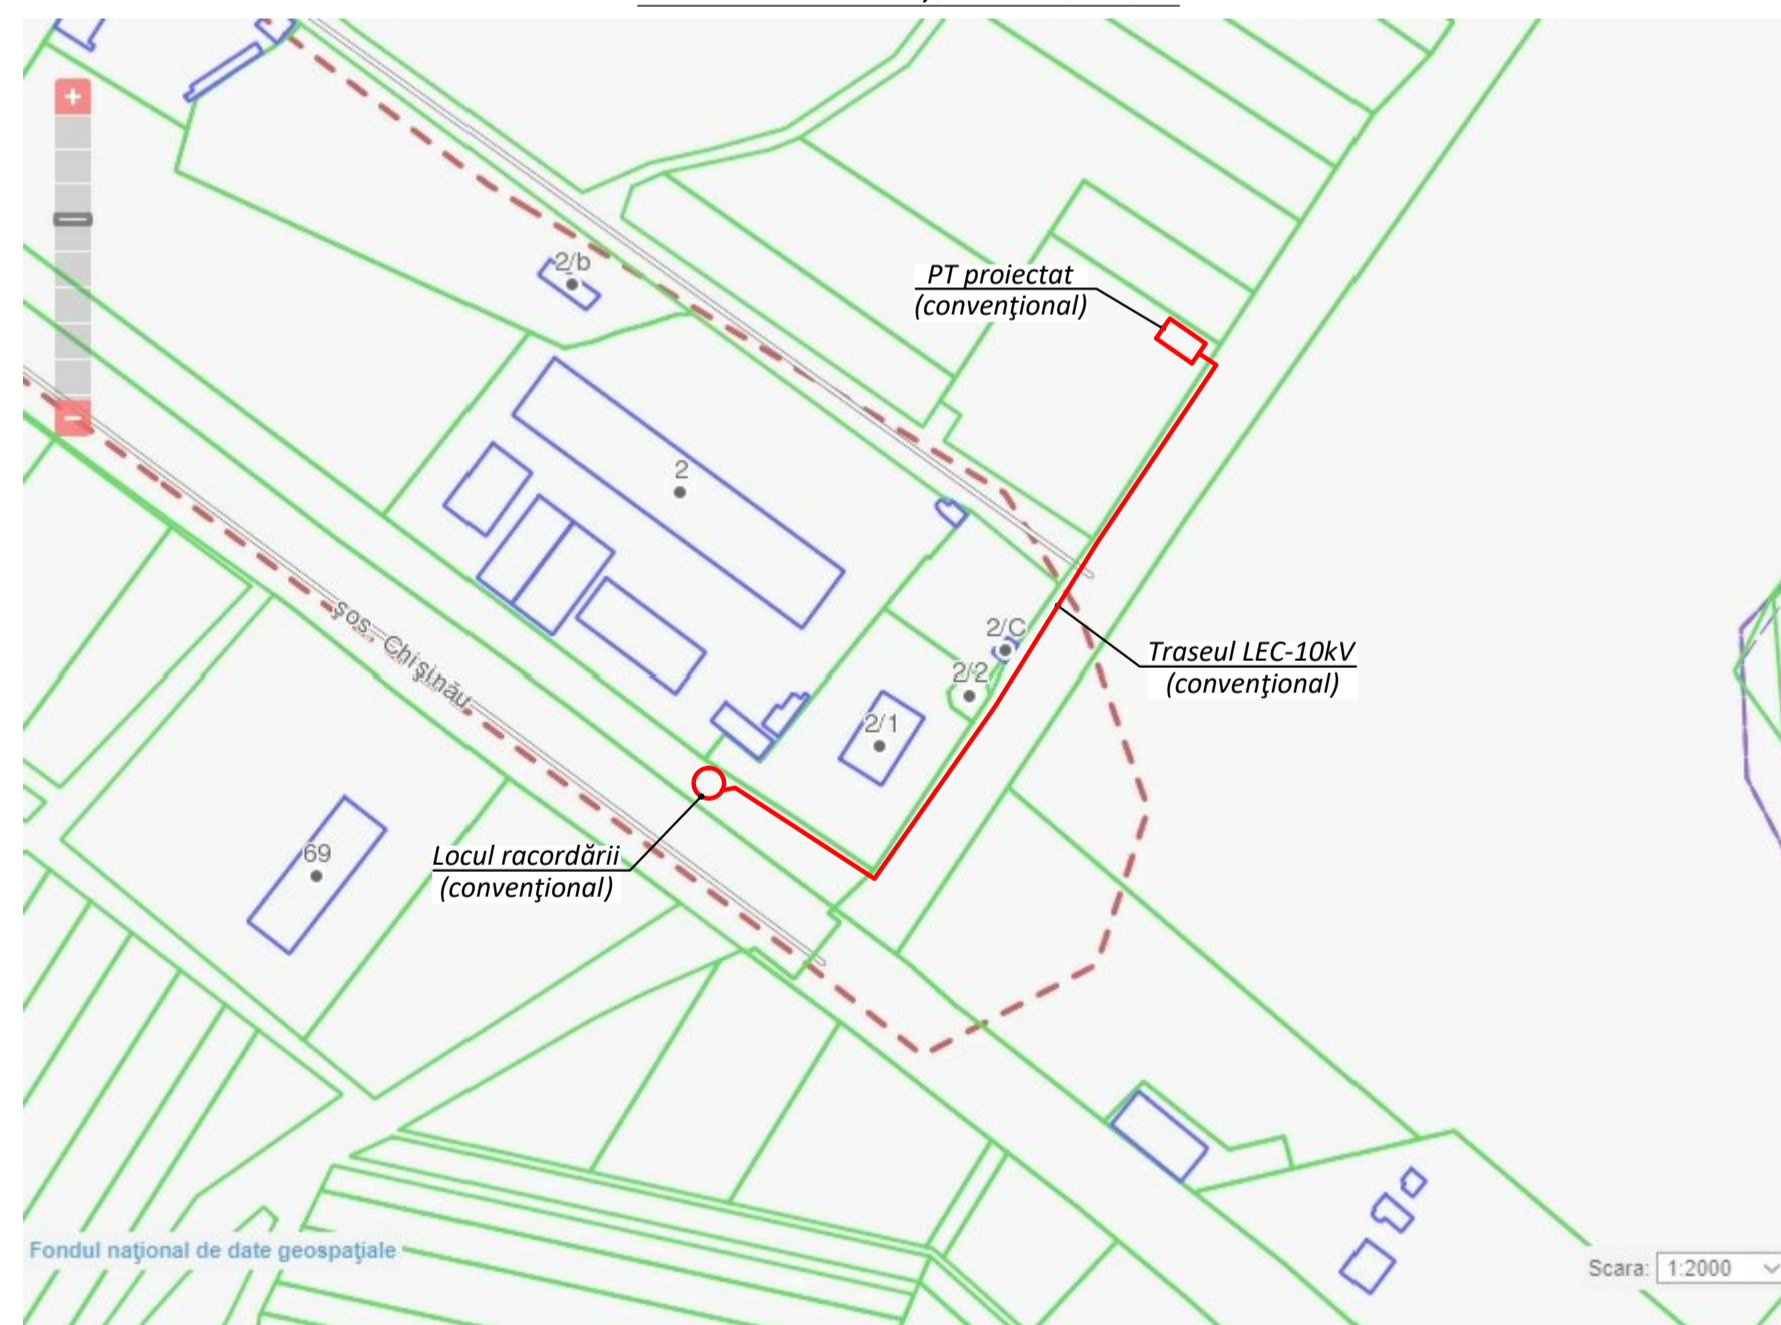 +
2/b
PT proiectat
(convenţional)
2
şos. Chişinău
2/C
2/2
2/1
Traseul LEC-10kV
(convenţional)
–
69
Locul racordării
(convenţional)
Fondul naţional de date geospaţiale
Scara: 1:2000